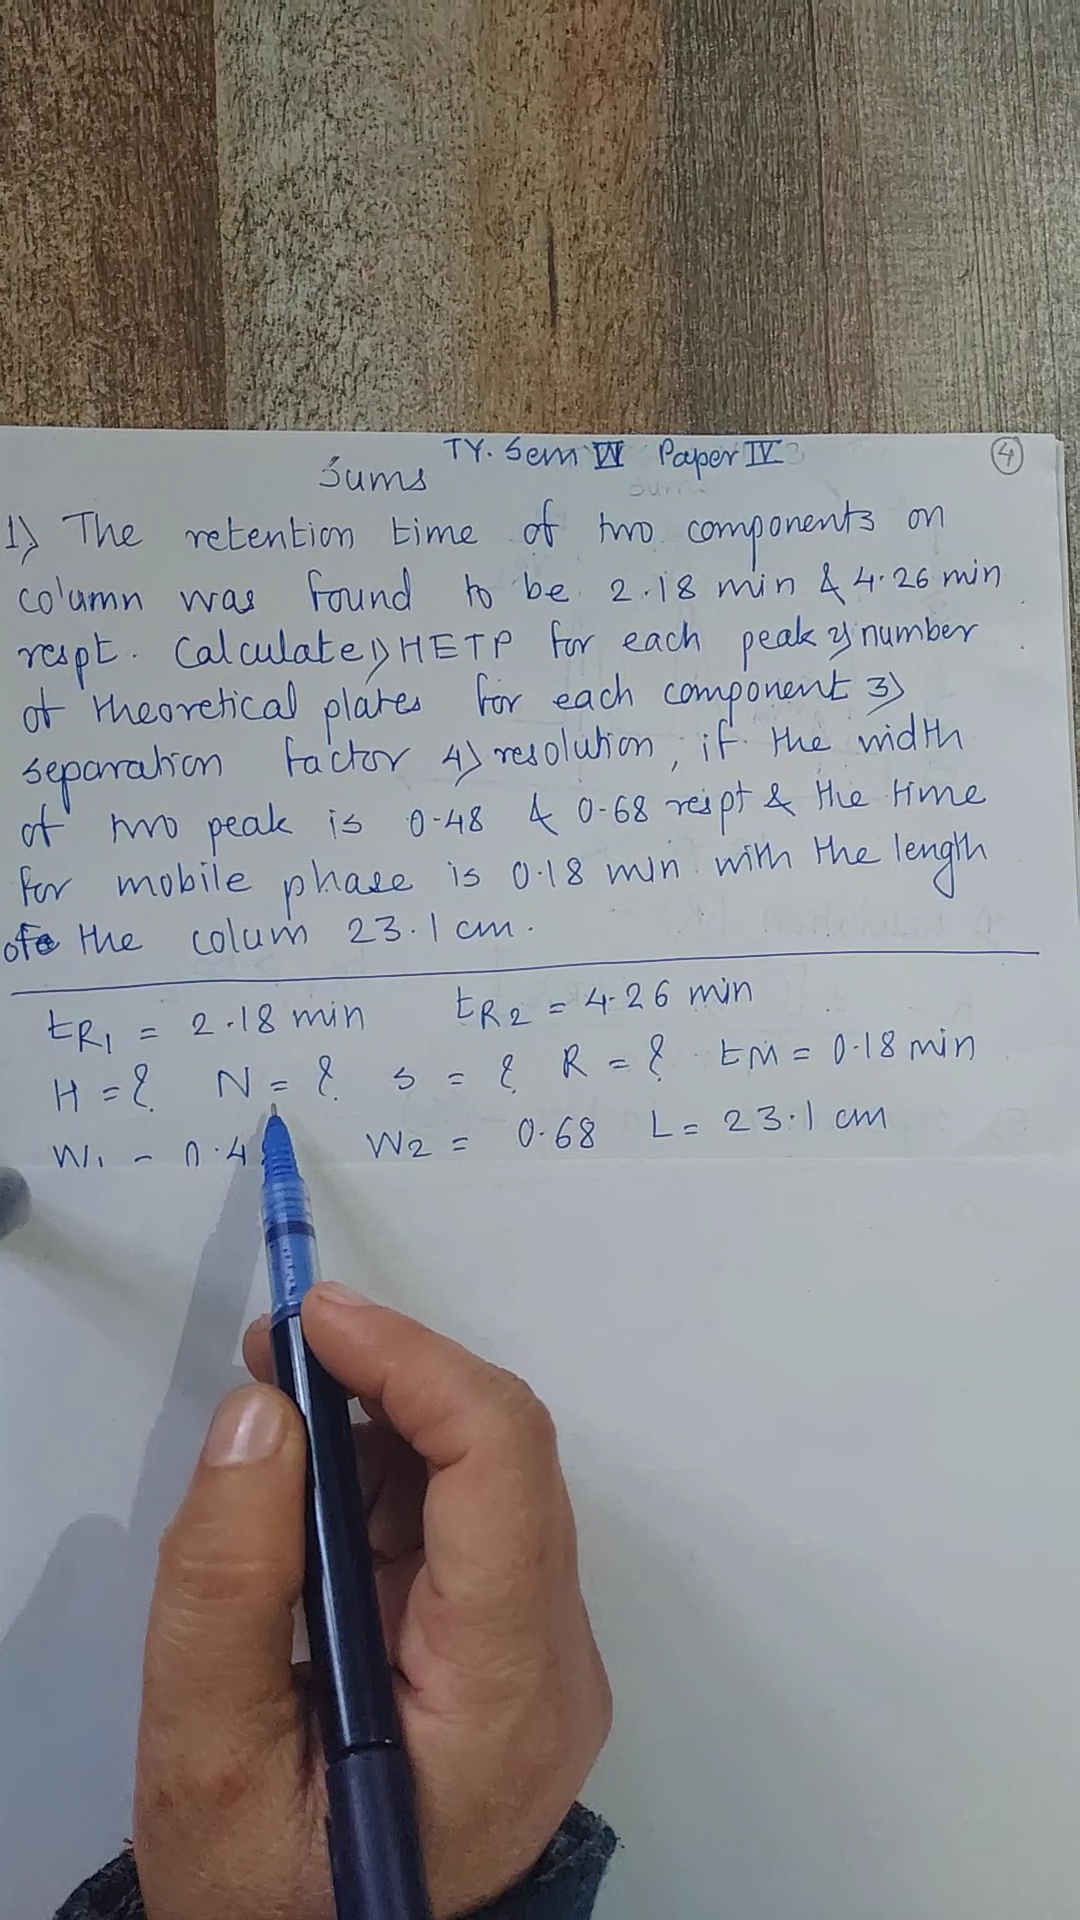 TY. Sem VI Paper IV
4
Sums
1) The retention time of two components on
column was found to be 2.18 min & 4.26 min
respt. Calculate 1) HETP for each peak 2) number
of theoretical plates for each component 3)
separation factor 4) resolution, if the width
of two peak is 0.48 & 0.68 respt & the time
for mobile phase is 0.18 min with the length
of the colum 23.1 cm.
tR1 = 2.18 min tR2 = 4.26 min
H = ? N = ? S = ? R = ? tM = 0.18 min
W1 = 0.4 W2 = 0.68 L = 23.1 cm